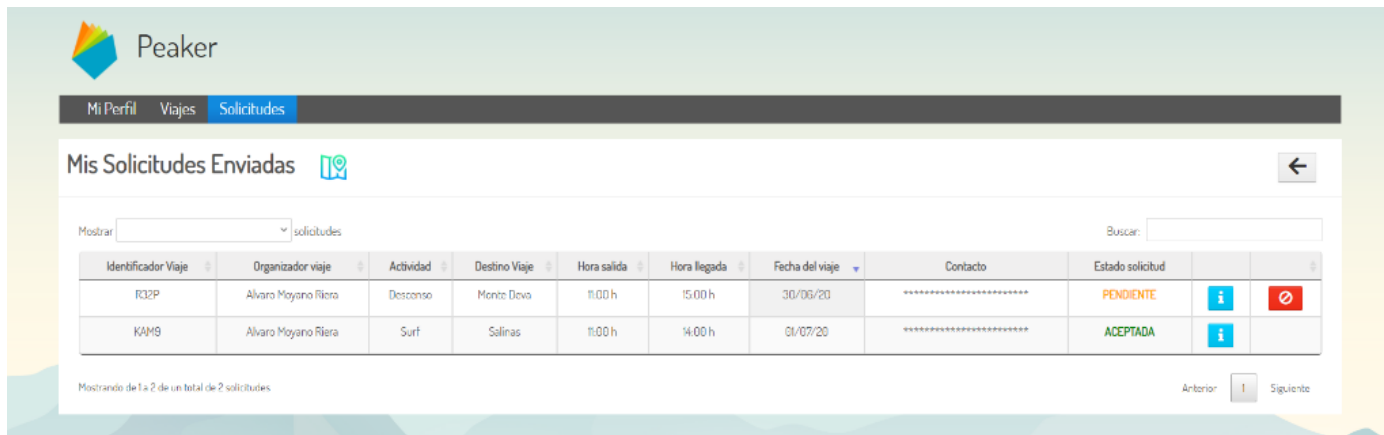 Peaker
Mi Perfil Viajes Solicitudes
Mis Solicitudes Enviadas
Mostrar solicitudes Buscar:
Identificador Viaje Organizador viaje Actividad Destino Viaje Hora salida Hora llegada Fecha del viaje Contacto Estado solicitud
R32P Alvaro Moyano Riera Descenso Monte Deva 11:00 h 15:00 h 30/06/20 ************************ PENDIENTE
KAM9 Alvaro Moyano Riera Surf Salinas 11:00 h 14:00 h 01/07/20 ************************ ACEPTADA
Mostrando de 1 a 2 de un total de 2 solicitudes Anterior 1 Siguiente